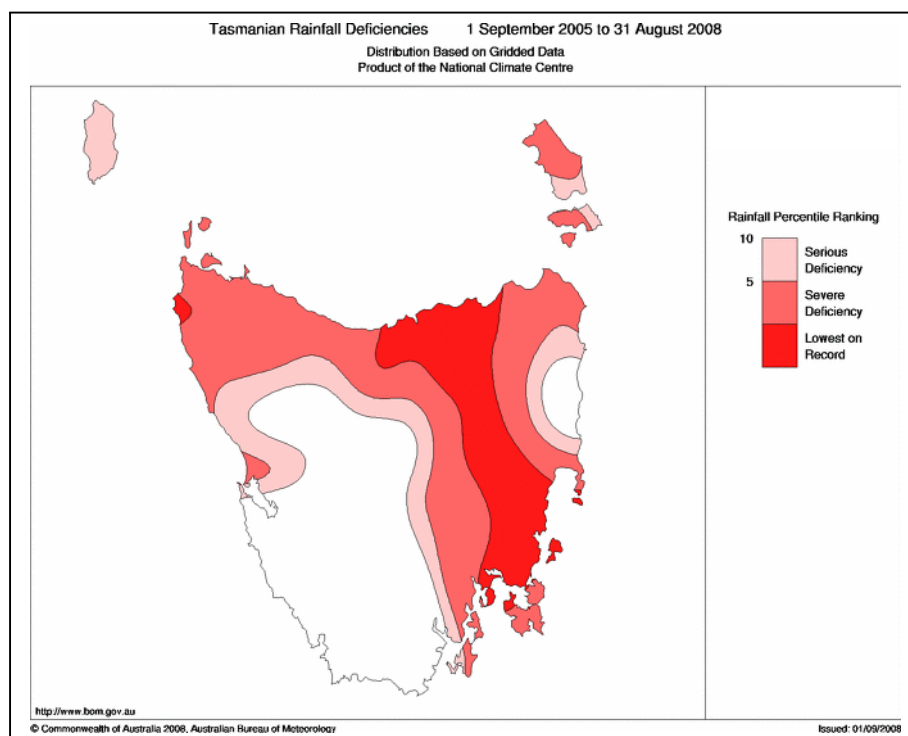 Tasmanian Rainfall Deficiencies 1 September 2005 to 31 August 2008
Distribution Based on Gridded Data
Product of the National Climate Centre
Rainfall Percentile Ranking
10
Serious
Deficiency
5
Severe
Deficiency
Lowest on
Record
http://www.bom.gov.au
© Commonwealth of Australia 2008, Australian Bureau of Meteorology Issued: 01/09/2008